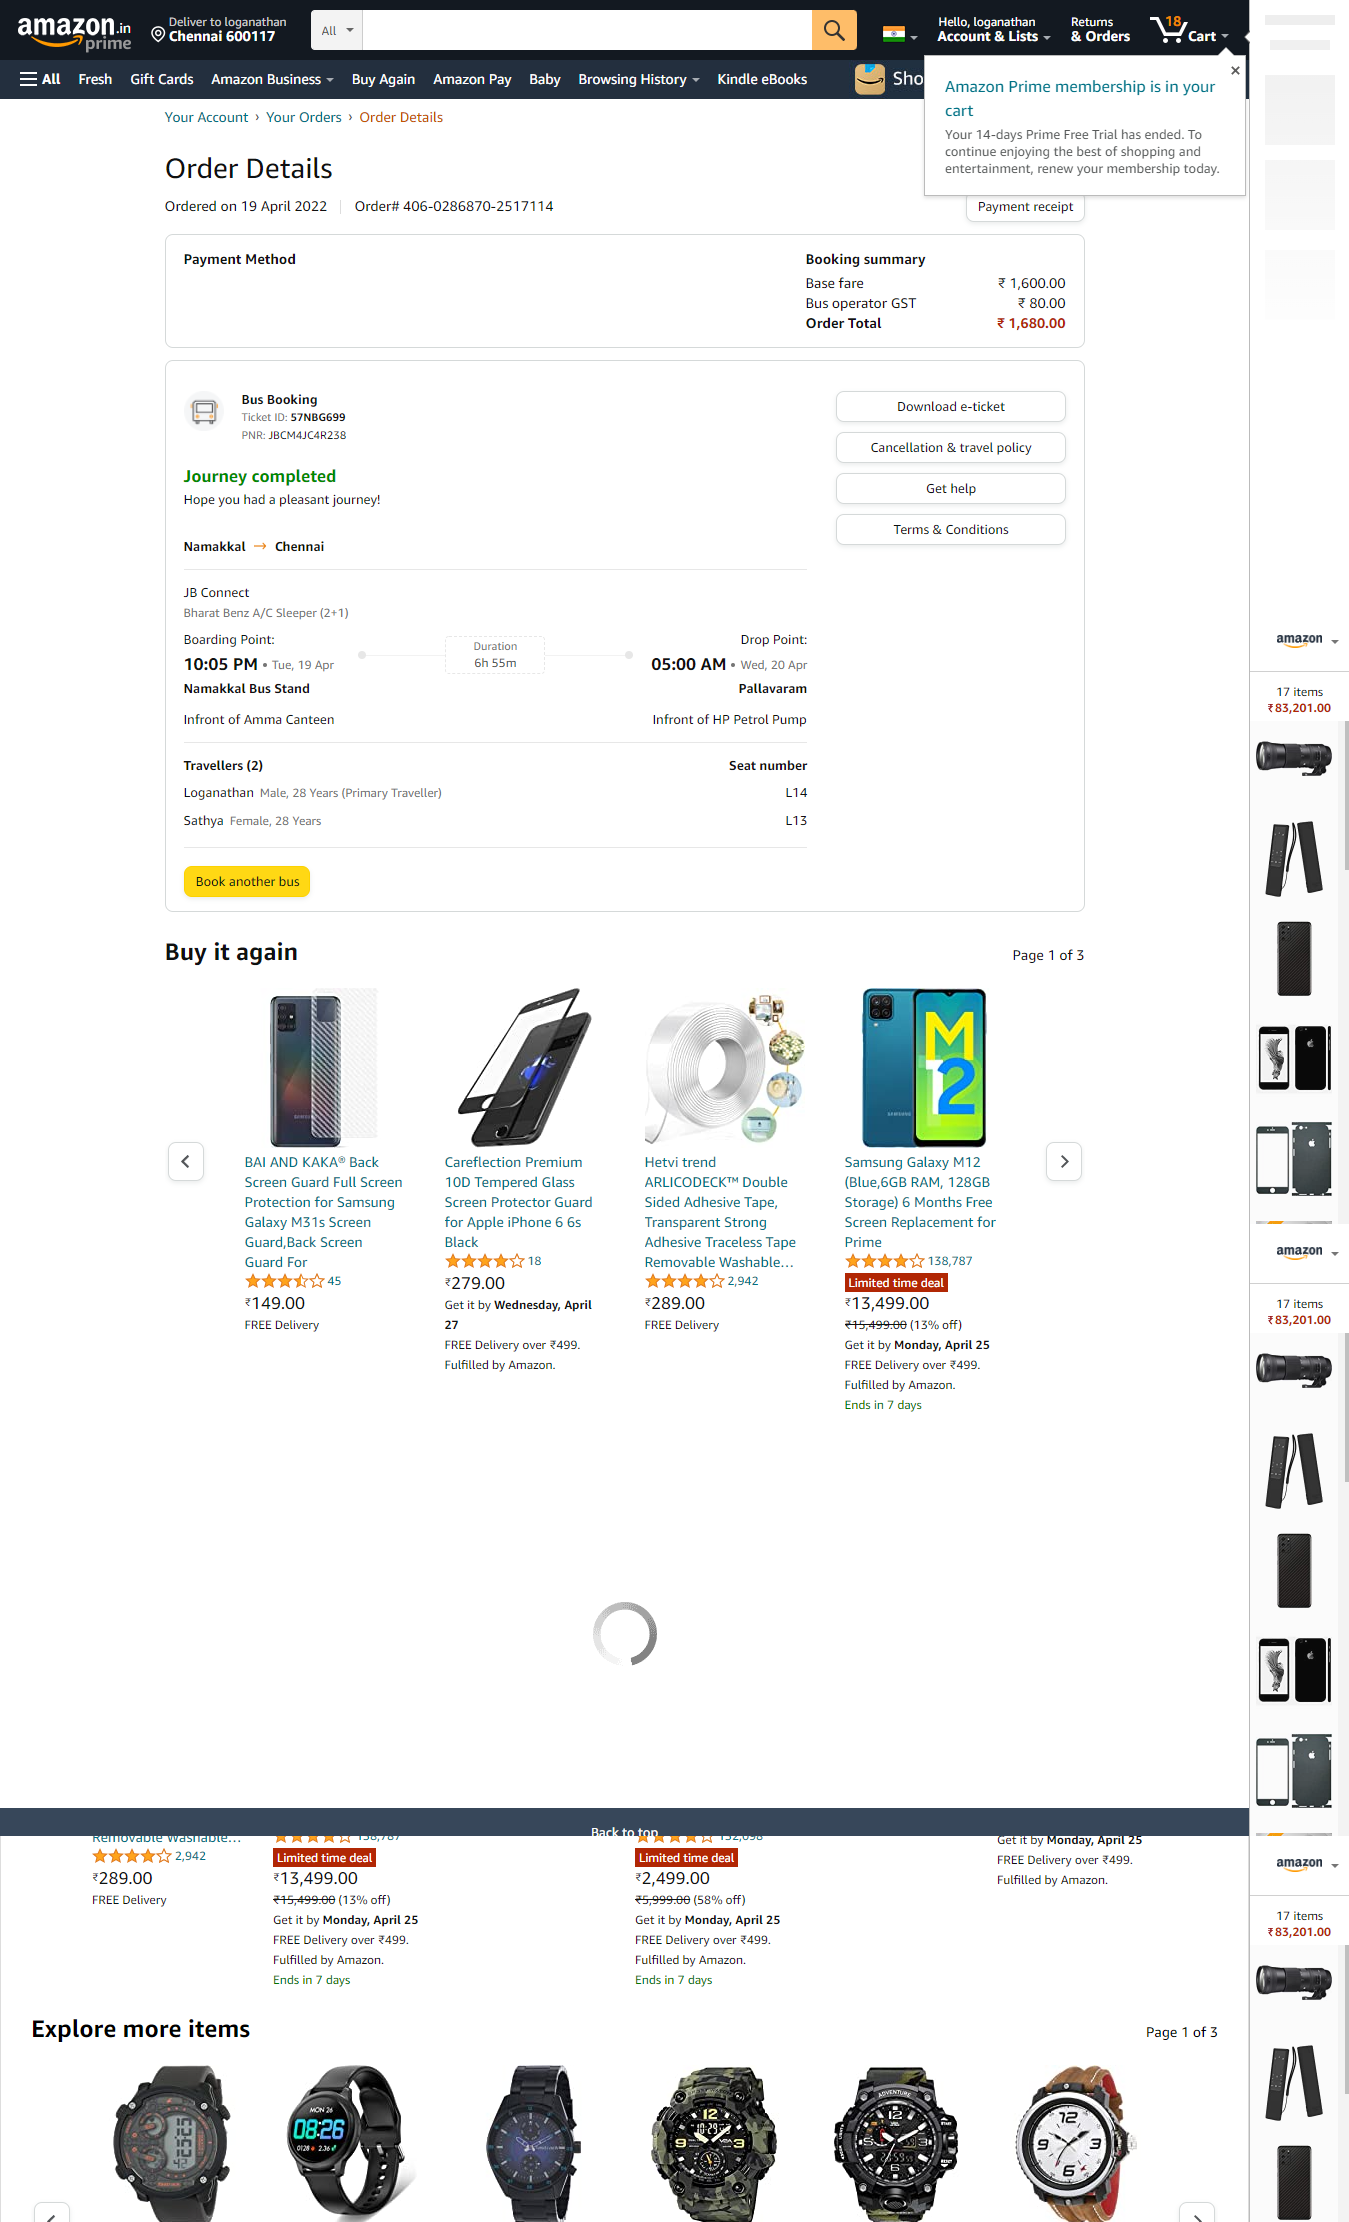 amazon.in
prime
Deliver to loganathan
Chennai 600117
All
Hello, loganathan
Account & Lists
Returns
& Orders
18
Cart
All Fresh Gift Cards Amazon Business Buy Again Amazon Pay Baby Browsing History Kindle eBooks
Sho
Amazon Prime membership is in your
cart
Your 14-days Prime Free Trial has ended. To
continue enjoying the best of shopping and
entertainment, renew your membership today.
Your Account › Your Orders › Order Details
Order Details
Ordered on 19 April 2022 Order# 406-0286870-2517114
Payment receipt
Payment Method
Booking summary
Base fare ₹ 1,600.00
Bus operator GST ₹ 80.00
Order Total ₹ 1,680.00
Bus Booking
Ticket ID: 57NBG699
PNR: JBCM4JC4R238
Download e-ticket
Cancellation & travel policy
Get help
Terms & Conditions
Journey completed
Hope you had a pleasant journey!
Namakkal → Chennai
JB Connect
Bharat Benz A/C Sleeper (2+1)
Boarding Point:
10:05 PM • Tue, 19 Apr
Namakkal Bus Stand
Infront of Amma Canteen
Duration
6h 55m
Drop Point:
05:00 AM • Wed, 20 Apr
Pallavaram
Infront of HP Petrol Pump
Travellers (2) Seat number
Loganathan Male, 28 Years (Primary Traveller) L14
Sathya Female, 28 Years L13
Book another bus
Buy it again
Page 1 of 3
BAI AND KAKA® Back
Screen Guard Full Screen
Protection for Samsung
Galaxy M31s Screen
Guard,Back Screen
Guard For
45
₹149.00
FREE Delivery
Careflection Premium
10D Tempered Glass
Screen Protector Guard
for Apple iPhone 6 6s
Black
18
₹279.00
Get it by Wednesday, April
27
FREE Delivery over ₹499.
Fulfilled by Amazon.
Hetvi trend
ARLICODECK™ Double
Sided Adhesive Tape,
Transparent Strong
Adhesive Traceless Tape
Removable Washable…
2,942
₹289.00
FREE Delivery
M
12
SAMSUNG
Samsung Galaxy M12
(Blue,6GB RAM, 128GB
Storage) 6 Months Free
Screen Replacement for
Prime
138,787
Limited time deal
₹13,499.00
₹15,499.00 (13% off)
Get it by Monday, April 25
FREE Delivery over ₹499.
Fulfilled by Amazon.
Ends in 7 days
Back to top
Removable Washable…
2,942
₹289.00
FREE Delivery
138,787
Limited time deal
₹13,499.00
₹15,499.00 (13% off)
Get it by Monday, April 25
FREE Delivery over ₹499.
Fulfilled by Amazon.
Ends in 7 days
132,098
Limited time deal
₹2,499.00
₹5,999.00 (58% off)
Get it by Monday, April 25
FREE Delivery over ₹499.
Fulfilled by Amazon.
Ends in 7 days
Get it by Monday, April 25
FREE Delivery over ₹499.
Fulfilled by Amazon.
Explore more items
Page 1 of 3
MON 26
08:26
ADVENTURE
amazon
17 items
₹83,201.00
amazon
17 items
₹83,201.00
amazon
17 items
₹83,201.00